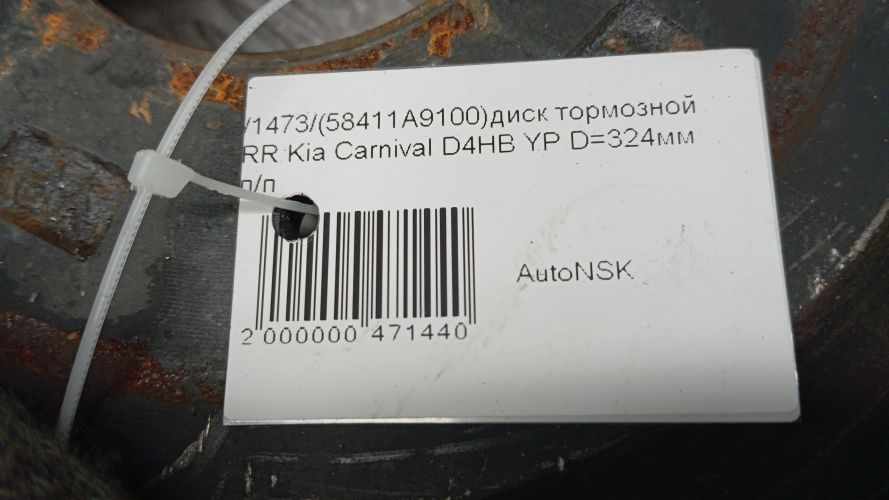 /1473/(58411A9100)диск тормозной
RR Kia Carnival D4HB YP D=324мм
AutoNSK
2 000000 471440